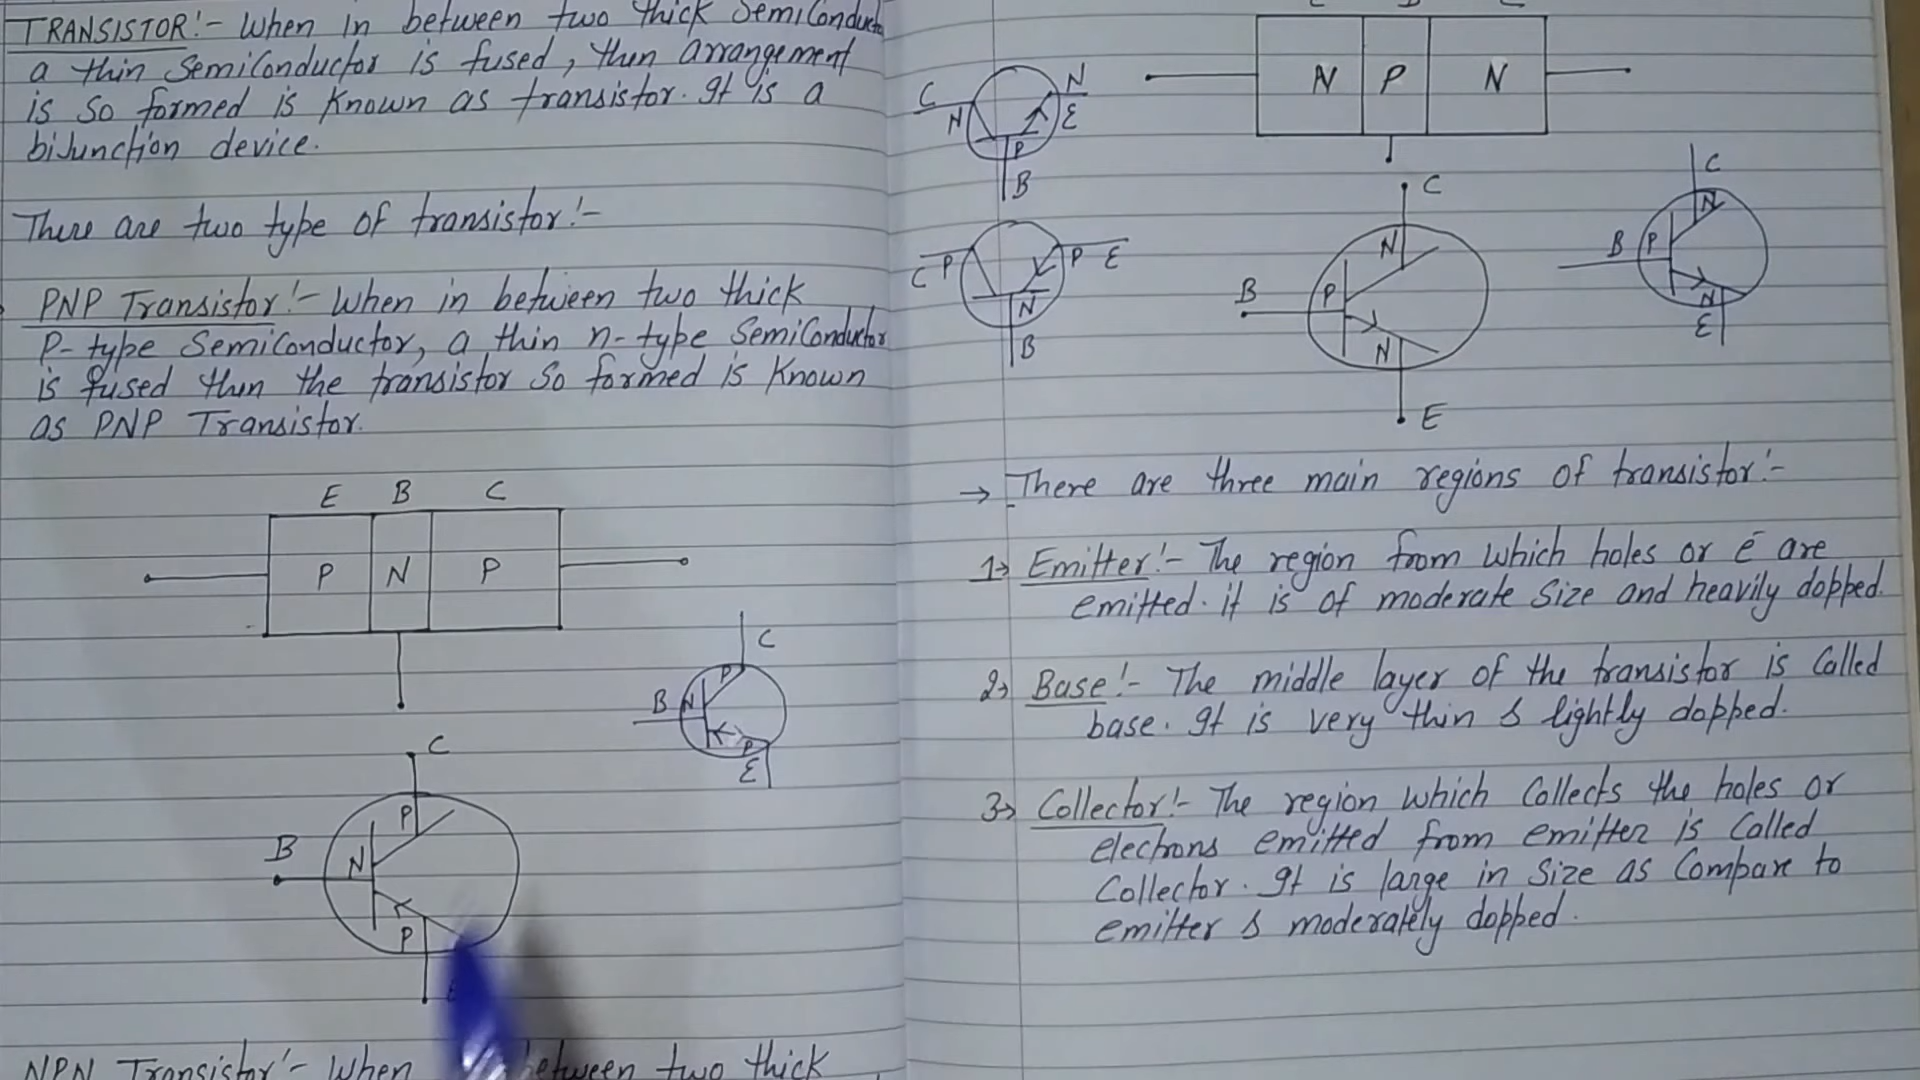 TRANSISTOR!- When in between two thick Semiconductor
a thin Semiconductor is fused, then arrangement
is So formed is Known as transistor. It is a
biJunction device.
There are two type of transistor!-
PNP Transistor!- When in between two thick
P-type Semiconductor, a thin n-type Semiconductor
is fused then the transistor So formed is Known
as PNP Transistor.
E B C
P N P
C
P
B N
P
E
C
P
B N
P
NPN Transistor!- When between two thick
N P N
C N
N E
P
B
C P P E
N
B
C
N
B P
N
E
C
N
B P
N
E
→ There are three main regions of transistor!-
1→ Emitter!- The region from which holes or ē are
emitted. it is of moderate Size and heavily dopped.
2→ Base!- The middle layer of the transistor is Called
base. It is very thin & lightly dopped.
3→ Collector!- The region which Collects the holes or
electrons emitted from emitter is Called
Collector. It is large in Size as Compare to
emitter & moderately dopped.